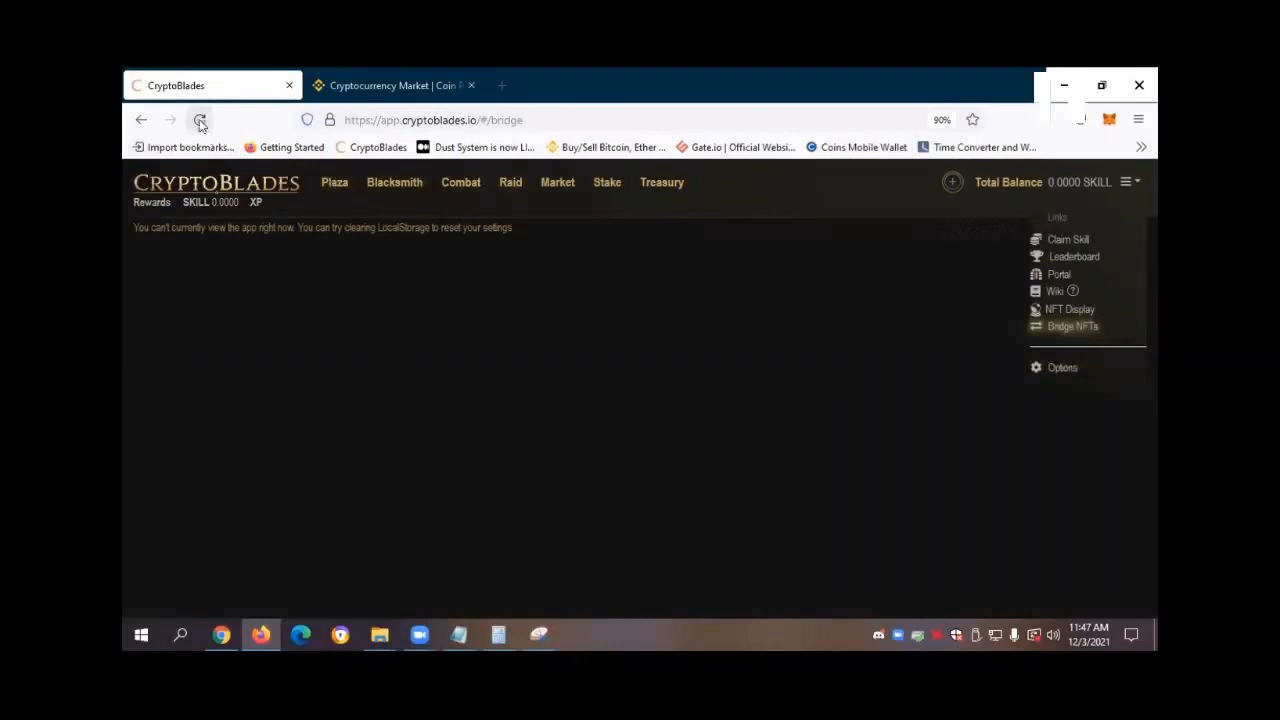 CryptoBlades
Cryptocurrency Market | Coin
https://app.cryptoblades.io/#/bridge
90%
Import bookmarks... Getting Started CryptoBlades Dust System is now LI... Buy/Sell Bitcoin, Ether ... Gate.io | Official Websi... Coins Mobile Wallet Time Converter and W...
CRYPTOBLADES Plaza Blacksmith Combat Raid Market Stake Treasury Total Balance 0.0000 SKILL
Rewards SKILL 0.0000 XP
You can't currently view the app right now. You can try clearing LocalStorage to reset your settings
Links
Claim Skill
Leaderboard
Portal
Wiki
NFT Display
Bridge NFTs
Options
11:47 AM
12/3/2021